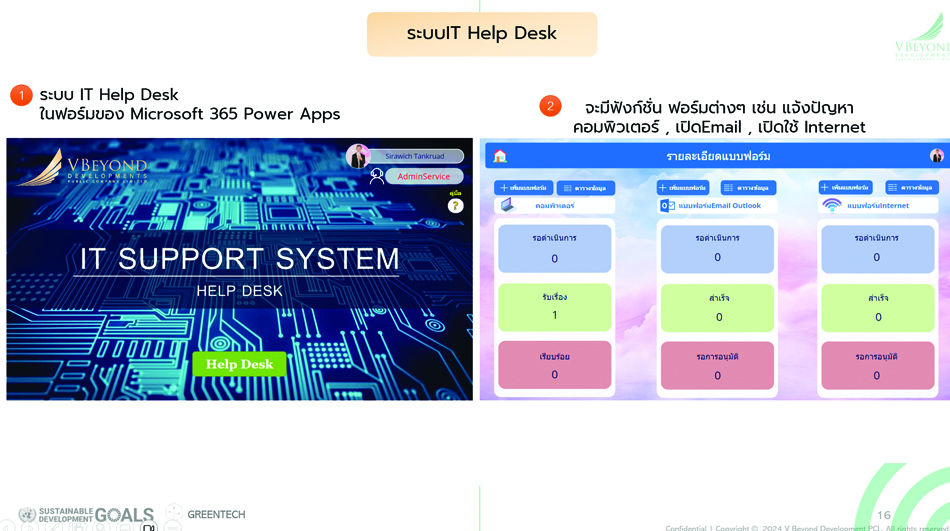 ระบบIT Help Desk
VBEYOND
DEVELOPMENT
1
ระบบ IT Help Desk
ในฟอร์มของ Microsoft 365 Power Apps
VBEYOND
DEVELOPMENTS
PUBLIC COMPANY LIMITED
Sirawich Tankruad
AdminService
คู่มือ
?
IT SUPPORT SYSTEM
HELP DESK
Help Desk
2
จะมีฟังก์ชั่น ฟอร์มต่างๆ เช่น แจ้งปัญหา
คอมพิวเตอร์ , เปิดEmail , เปิดใช้ Internet
รายละเอียดแบบฟอร์ม
เพิ่มแบบฟอร์ม ตารางข้อมูล
คอมพิวเตอร์
รอดำเนินการ
0
รับเรื่อง
1
เรียบร้อย
0
เพิ่มแบบฟอร์ม ตารางข้อมูล
แบบฟอร์มEmail Outlook
รอดำเนินการ
0
สำเร็จ
0
รอการอนุมัติ
0
เพิ่มแบบฟอร์ม ตารางข้อมูล
แบบฟอร์มInternet
รอดำเนินการ
0
สำเร็จ
0
รอการอนุมัติ
0
SUSTAINABLE
DEVELOPMENT GOALS
GREENTECH
16
Confidential | Copyright © 2024 V Beyond Development PCL. All rights reserved